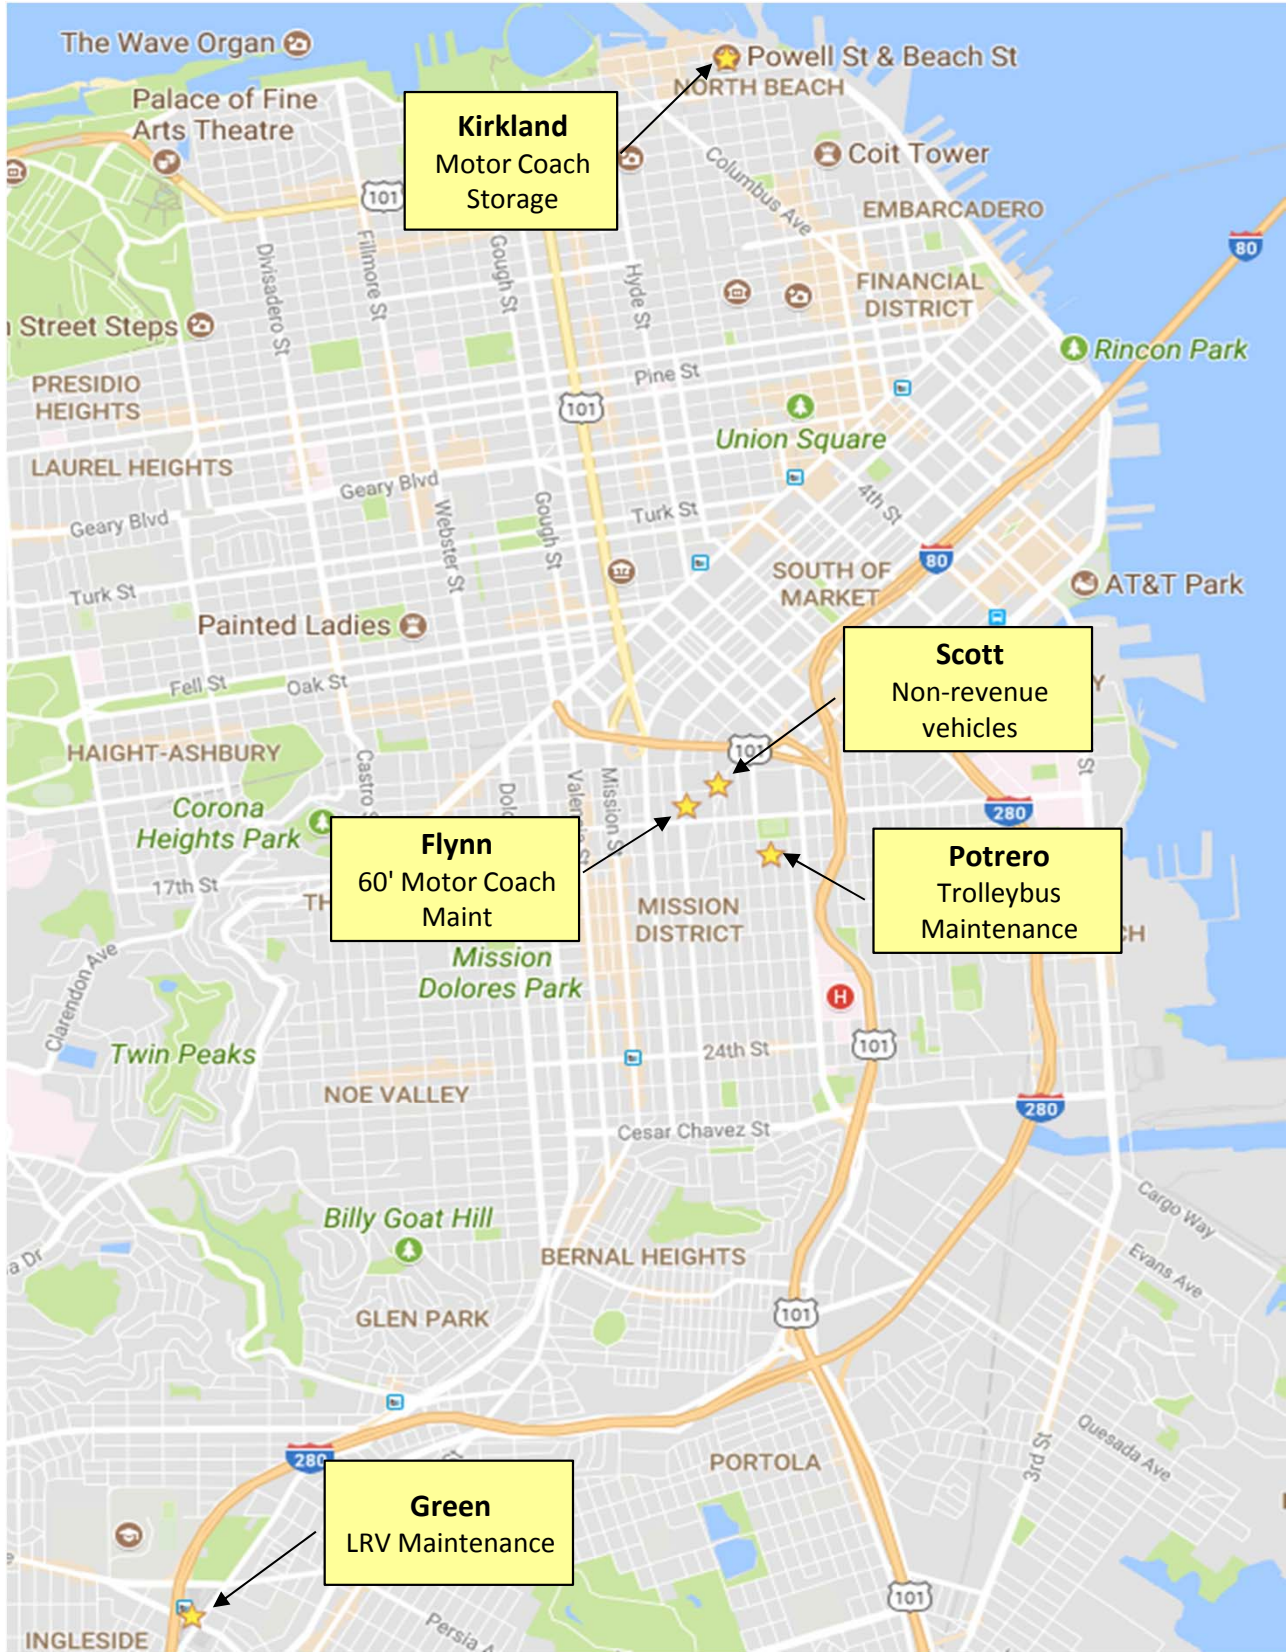 The Wave Organ
Powell St & Beach St
NORTH BEACH
Palace of Fine
Arts Theatre
Kirkland
Motor Coach
Storage
101
Columbus Ave
Coit Tower
EMBARCADERO
80
Divisadero St
Fillmore St
Gough St
Hyde St
FINANCIAL
DISTRICT
Street Steps
Rincon Park
PRESIDIO
HEIGHTS
Pine St
101
Union Square
LAUREL HEIGHTS
Geary Blvd
Geary Blvd
Webster St
Gough St
Turk St
4th St
80
SOUTH OF
MARKET
AT&T Park
Turk St
Painted Ladies
Scott
Non-revenue
vehicles
Y
Fell St
Oak St
HAIGHT-ASHBURY
101
St
Castro S
Corona
Heights Park
Mission St
280
Flynn
60' Motor Coach
Maint
Potrero
Trolleybus
Maintenance
17th St
TH
MISSION
DISTRICT
CH
Mission
Dolores Park
Clarendon Ave
H
Twin Peaks
24th St
101
NOE VALLEY
280
Cesar Chavez St
Billy Goat Hill
Cargo Way
a Dr
BERNAL HEIGHTS
Evans Ave
GLEN PARK
101
280
PORTOLA
3rd St
Quesada Ave
Green
LRV Maintenance
101
INGLESIDE
Persia A